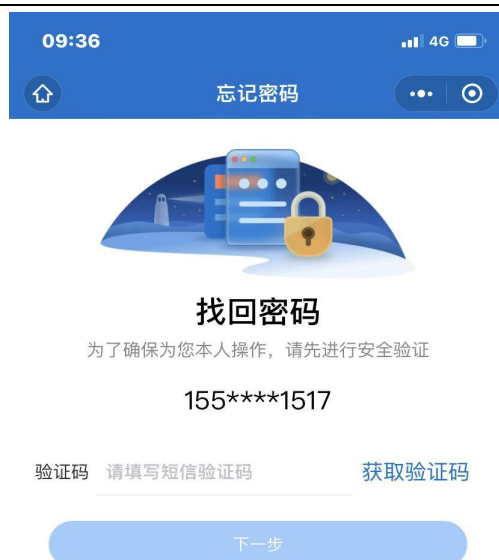 09:36
4G
忘记密码
找回密码
为了确保为您本人操作，请先进行安全验证
155****1517
验证码 请填写短信验证码 获取验证码
下一步